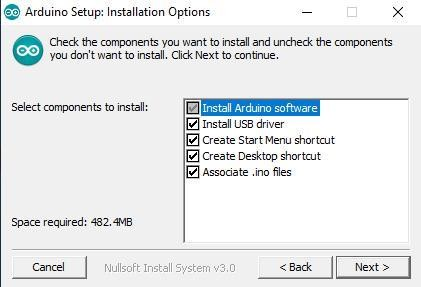 Arduino Setup: Installation Options
Check the components you want to install and uncheck the components
you don't want to install. Click Next to continue.
Select components to install:
Install Arduino software
Install USB driver
Create Start Menu shortcut
Create Desktop shortcut
Associate .ino files
Space required: 482.4MB
Cancel
Nullsoft Install System v3.0
< Back
Next >